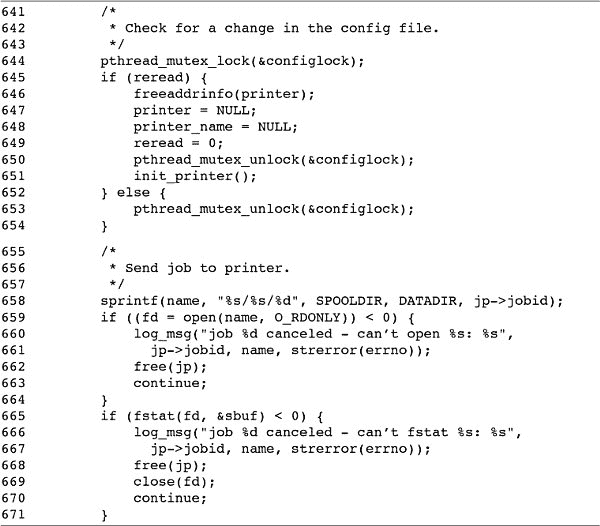 641         /*
642          * Check for a change in the config file.
643          */
644         pthread_mutex_lock(&configlock);
645         if (reread) {
646             freeaddrinfo(printer);
647             printer = NULL;
648             printer_name = NULL;
649             reread = 0;
650             pthread_mutex_unlock(&configlock);
651             init_printer();
652         } else {
653             pthread_mutex_unlock(&configlock);
654         }
655         /*
656          * Send job to printer.
657          */
658         sprintf(name, "%s/%s/%d", SPOOLDIR, DATADIR, jp->jobid);
659         if ((fd = open(name, O_RDONLY)) < 0) {
660             log_msg("job %d canceled - can't open %s: %s",
661               jp->jobid, name, strerror(errno));
662             free(jp);
663             continue;
664         }
665         if (fstat(fd, &sbuf) < 0) {
666             log_msg("job %d canceled - can't fstat %s: %s",
667               jp->jobid, name, strerror(errno));
668             free(jp);
669             close(fd);
670             continue;
671         }